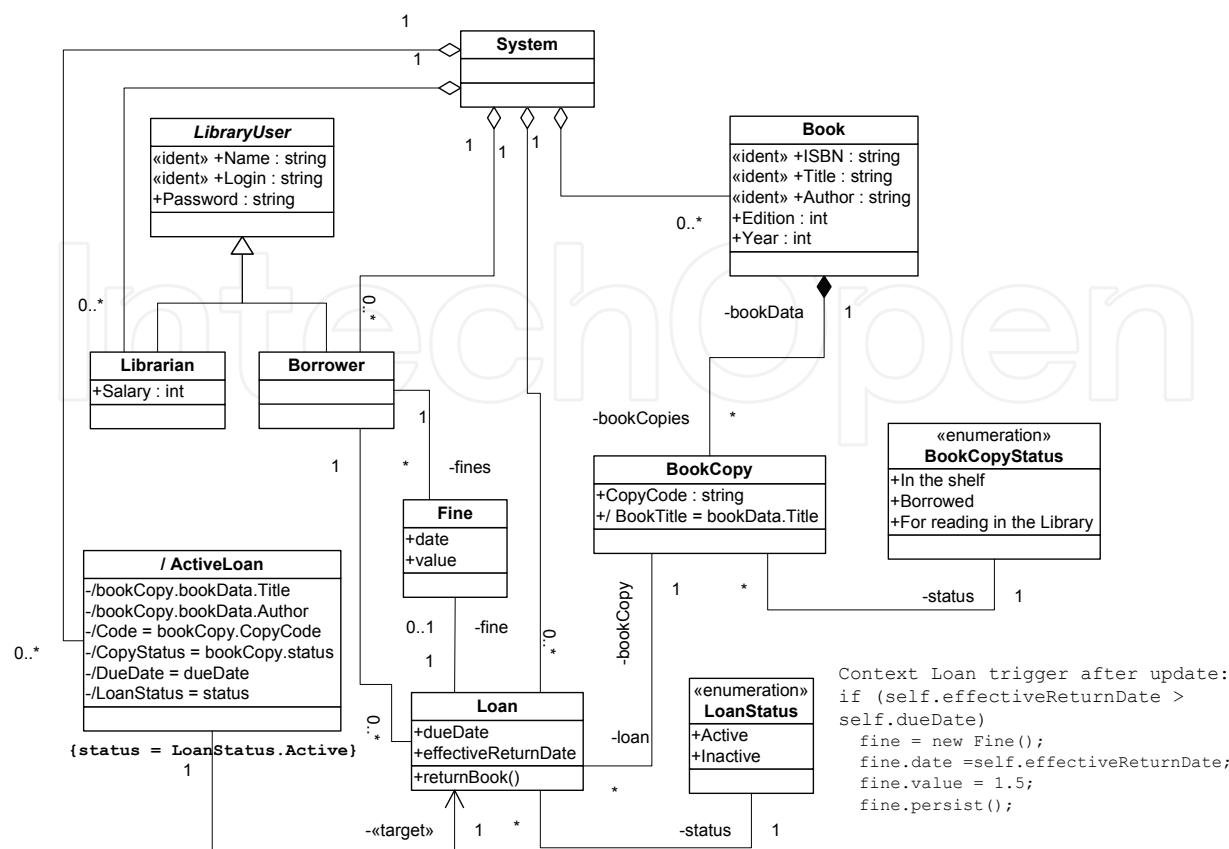 1
System
1
LibraryUser
«ident» +Name : string
«ident» +Login : string
+Password : string
1
1
1
Book
«ident» +ISBN : string
«ident» +Title : string
«ident» +Author : string
+Edition : int
+Year : int
0..*
IntechOpen
0..*
0..*
-bookData
1
Librarian
+Salary : int
Borrower
1
-bookCopies
*
1
*
-fines
BookCopy
+CopyCode : string
+/ BookTitle = bookData.Title
«enumeration»
BookCopyStatus
+In the shelf
+Borrowed
+For reading in the Library
Fine
+date
+value
/ ActiveLoan
-/bookCopy.bookData.Title
-/bookCopy.bookData.Author
-/Code = bookCopy.CopyCode
-/CopyStatus = bookCopy.status
-/DueDate = dueDate
-/LoanStatus = status
{status = LoanStatus.Active}
0..*
1
-bookCopy
1
*
-status
1
0..1
-fine
1
0..*
0..*
Loan
+dueDate
+effectiveReturnDate
+returnBook()
-loan
*
«enumeration»
LoanStatus
+Active
+Inactive
Context Loan trigger after update:
if (self.effectiveReturnDate >
self.dueDate)
fine = new Fine();
fine.date =self.effectiveReturnDate;
fine.value = 1.5;
fine.persist();
-«target»
1
*
-status
1